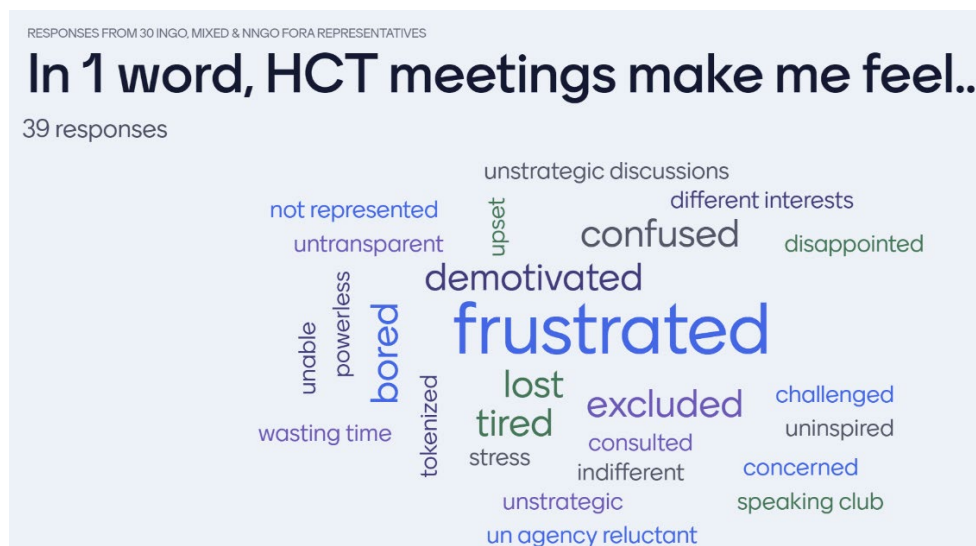 RESPONSES FROM 30 INGO, MIXED & NNGO FORA REPRESENTATIVES
In 1 word, HCT meetings make me feel..
39 responses
unstrategic discussions
different interests
not represented
upset
confused
untransparent
disappointed
demotivated
powerless
unable
bored
frustrated
lost
tokenized
excluded
challenged
tired
uninspired
wasting time
consulted
stress
indifferent
concerned
unstrategic
speaking club
un agency reluctant